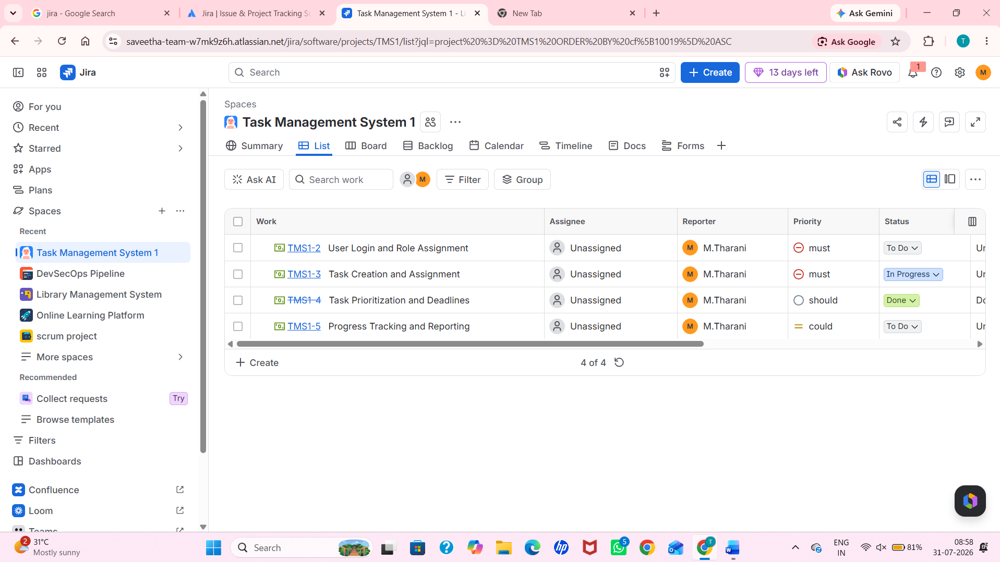 jira - Google Search
Jira | Issue & Project Tracking So
Task Management System 1 - Li
New Tab
Ask Gemini
saveetha-team-w7mk9z6h.atlassian.net/jira/software/projects/TMS1/list?jql=project%20%3D%20TMS1%20ORDER%20BY%20cf%5B10019%5D%20ASC
Ask Google
T
Jira
Search
Create
13 days left
Ask Rovo
1
M
For you
Recent
Starred
Apps
Plans
Spaces
Recent
Task Management System 1
DevSecOps Pipeline
Library Management System
Online Learning Platform
scrum project
More spaces
Recommended
Collect requests
Try
Browse templates
Filters
Dashboards
Confluence
Loom
Teams
Spaces
Task Management System 1
Summary
List
Board
Backlog
Calendar
Timeline
Docs
Forms
Ask AI
Search work
M
Filter
Group
Work
Assignee
Reporter
Priority
Status
TMS1-2 User Login and Role Assignment Unassigned M M.Tharani must To Do Un
TMS1-3 Task Creation and Assignment Unassigned M M.Tharani must In Progress Un
TMS1-4 Task Prioritization and Deadlines Unassigned M M.Tharani should Done Do
TMS1-5 Progress Tracking and Reporting Unassigned M M.Tharani could To Do Un
Create
4 of 4
2
31°C
Mostly sunny
Search
5
T
ENG
IN
81%
08:58
31-07-2026